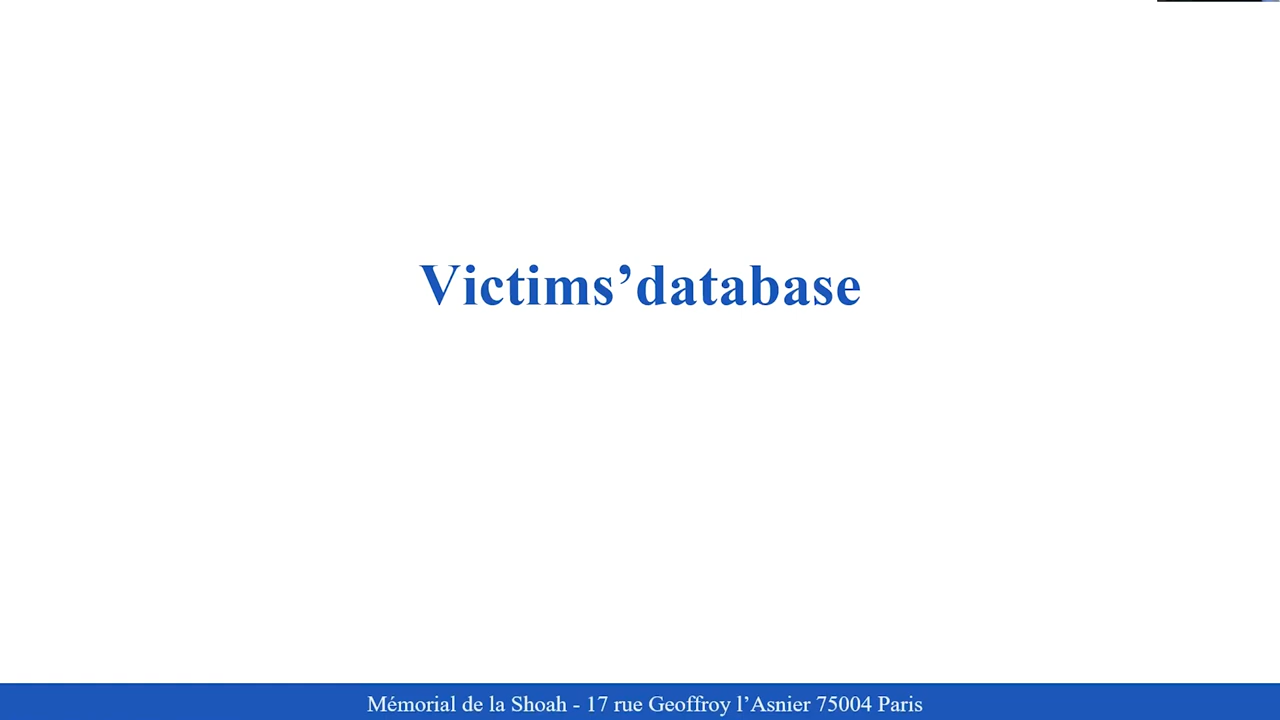 Victims’database
Mémorial de la Shoah - 17 rue Geoffroy l’Asnier 75004 Paris